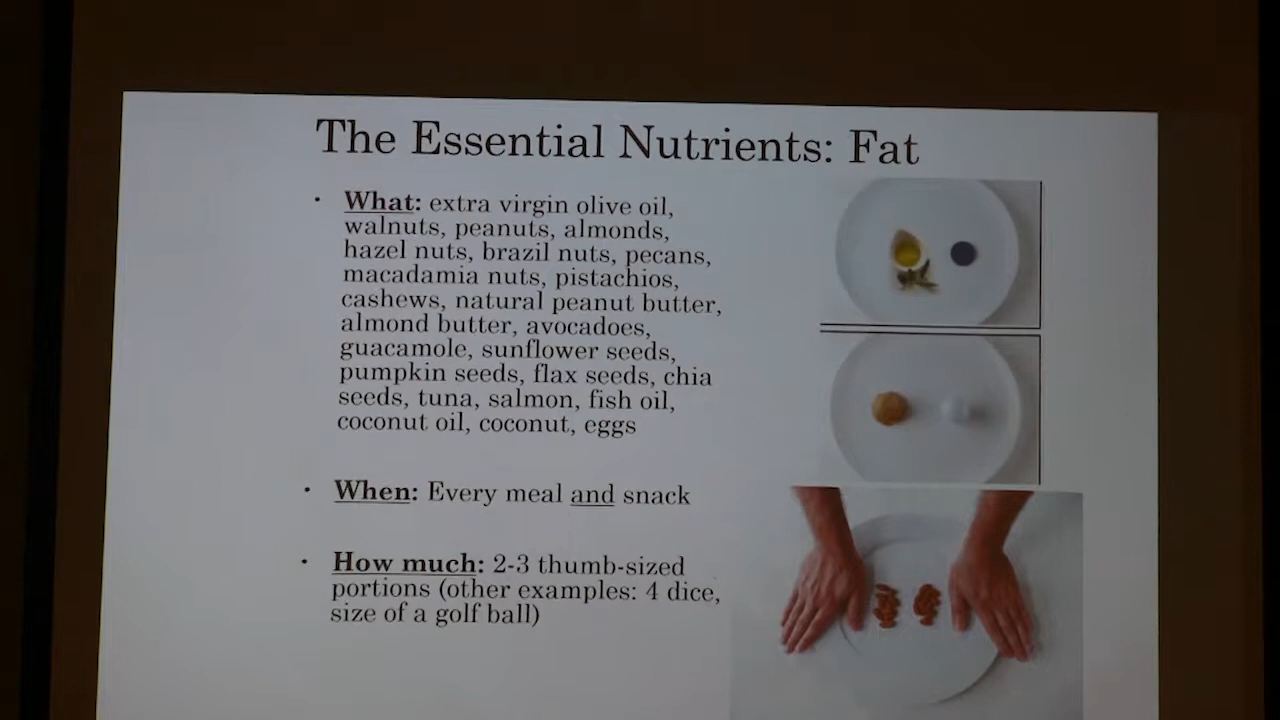 The Essential Nutrients: Fat
• What: extra virgin olive oil,
walnuts, peanuts, almonds,
hazel nuts, brazil nuts, pecans,
macadamia nuts, pistachios,
cashews, natural peanut butter,
almond butter, avocadoes,
guacamole, sunflower seeds,
pumpkin seeds, flax seeds, chia
seeds, tuna, salmon, fish oil,
coconut oil, coconut, eggs
• When: Every meal and snack
• How much: 2-3 thumb-sized
portions (other examples: 4 dice,
size of a golf ball)